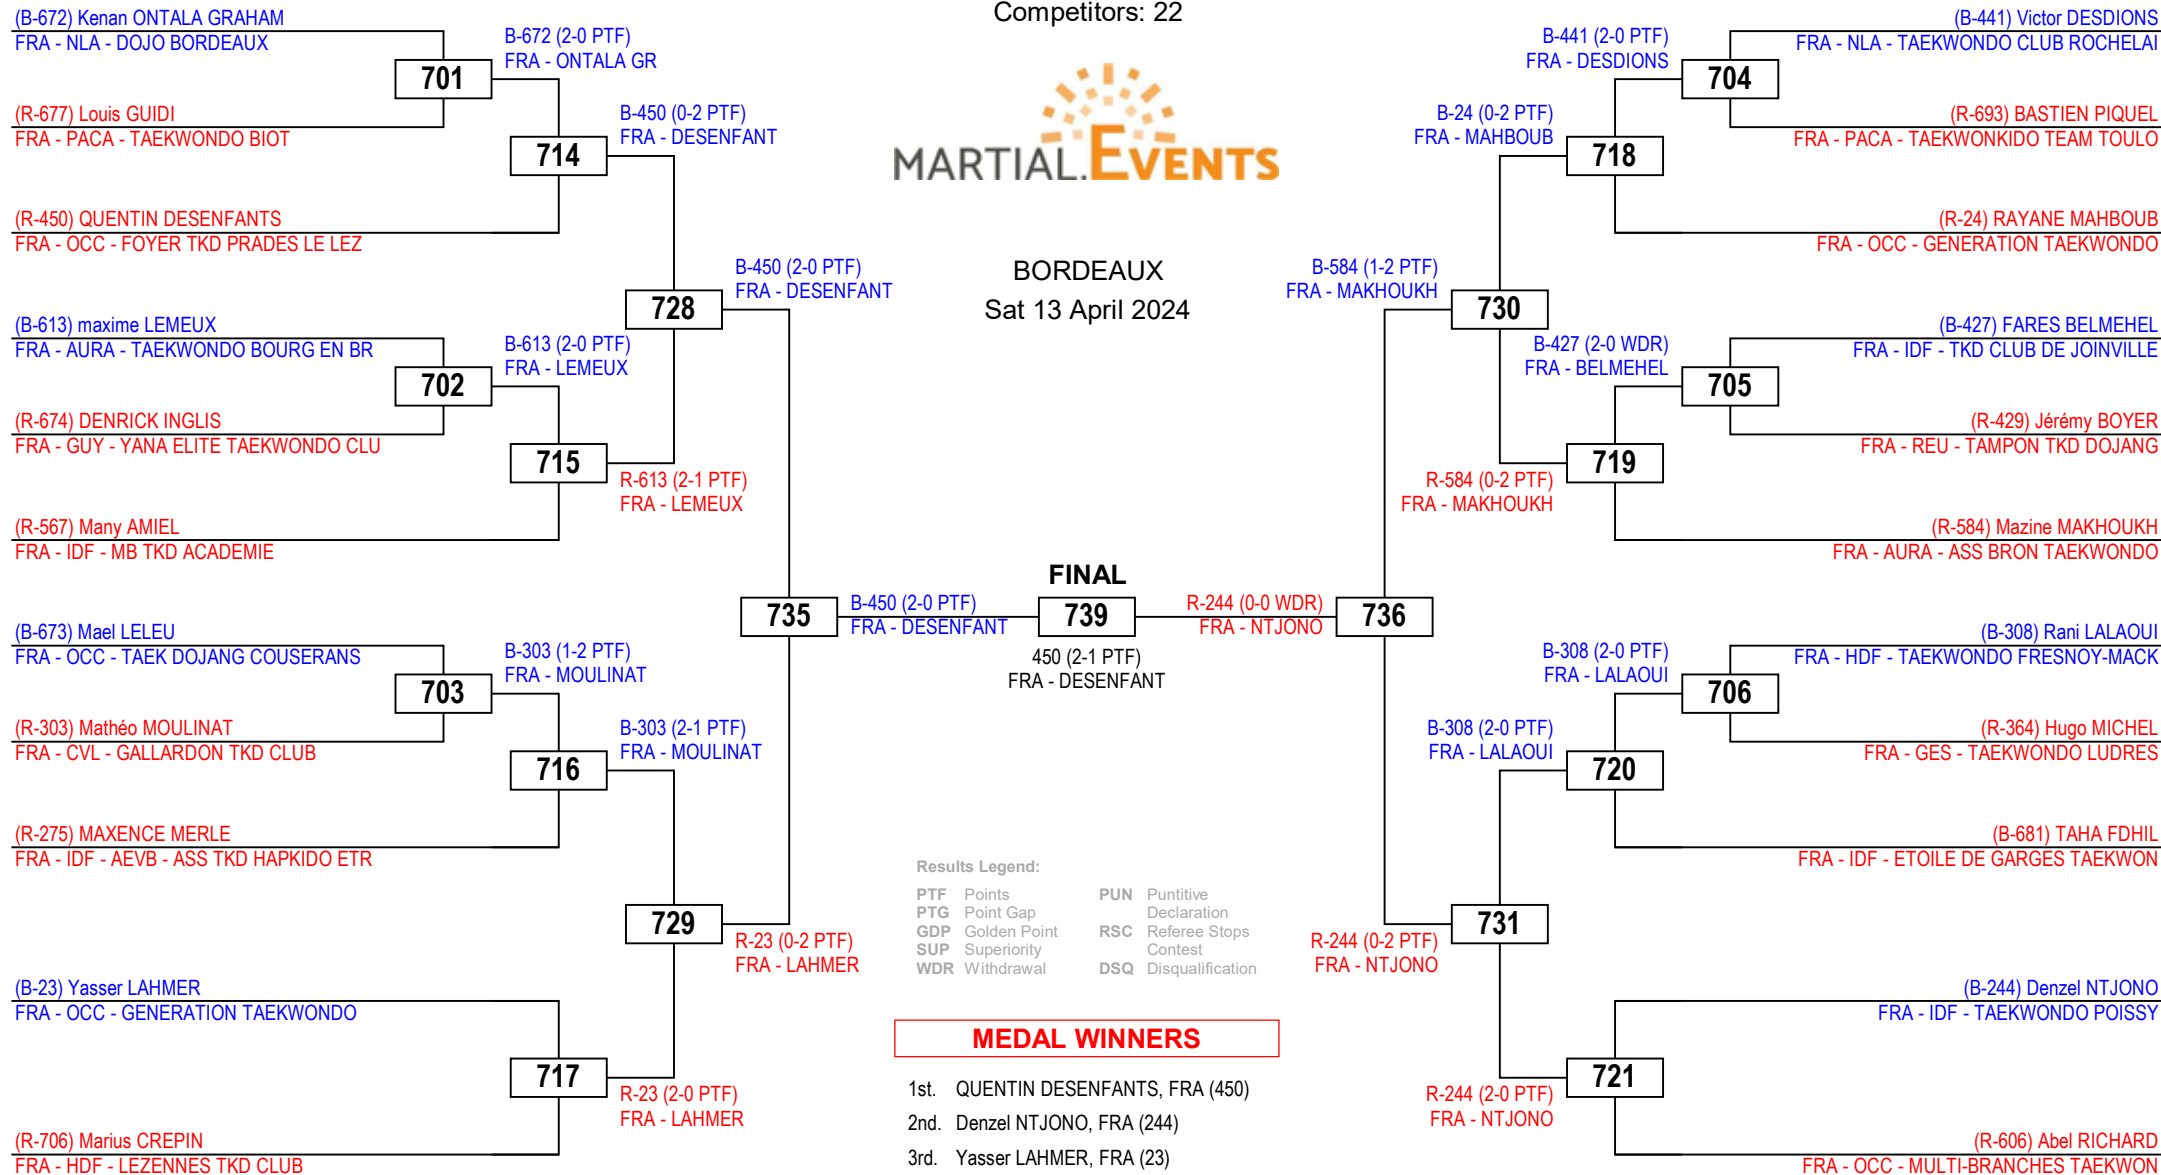 Competitors: 22
MARTIAL.EVENTS
BORDEAUX
Sat 13 April 2024
(B-672) Kenan ONTALA GRAHAM
FRA - NLA - DOJO BORDEAUX
701
(R-677) Louis GUIDI
FRA - PACA - TAEKWONDO BIOT
B-672 (2-0 PTF)
FRA - ONTALA GR
714
(R-450) QUENTIN DESENFANTS
FRA - OCC - FOYER TKD PRADES LE LEZ
B-450 (0-2 PTF)
FRA - DESENFANT
728
(B-613) maxime LEMEUX
FRA - AURA - TAEKWONDO BOURG EN BR
702
(R-674) DENRICK INGLIS
FRA - GUY - YANA ELITE TAEKWONDO CLU
B-613 (2-0 PTF)
FRA - LEMEUX
715
(R-567) Many AMIEL
FRA - IDF - MB TKD ACADEMIE
R-613 (2-1 PTF)
FRA - LEMEUX
B-450 (2-0 PTF)
FRA - DESENFANT
735
(B-673) Mael LELEU
FRA - OCC - TAEK DOJANG COUSERANS
703
(R-303) Mathéo MOULINAT
FRA - CVL - GALLARDON TKD CLUB
B-303 (1-2 PTF)
FRA - MOULINAT
716
(R-275) MAXENCE MERLE
FRA - IDF - AEVB - ASS TKD HAPKIDO ETR
B-303 (2-1 PTF)
FRA - MOULINAT
729
(B-23) Yasser LAHMER
FRA - OCC - GENERATION TAEKWONDO
717
(R-706) Marius CREPIN
FRA - HDF - LEZENNES TKD CLUB
R-23 (2-0 PTF)
FRA - LAHMER
R-23 (0-2 PTF)
FRA - LAHMER
B-450 (2-0 PTF)
FRA - DESENFANT
FINAL
739
450 (2-1 PTF)
FRA - DESENFANT
R-244 (0-0 WDR)
FRA - NTJONO
736
(B-441) Victor DESDIONS
FRA - NLA - TAEKWONDO CLUB ROCHELAI
704
(R-693) BASTIEN PIQUEL
FRA - PACA - TAEKWONKIDO TEAM TOULO
B-441 (2-0 PTF)
FRA - DESDIONS
718
(R-24) RAYANE MAHBOUB
FRA - OCC - GENERATION TAEKWONDO
B-24 (0-2 PTF)
FRA - MAHBOUB
730
(B-427) FARES BELMEHEL
FRA - IDF - TKD CLUB DE JOINVILLE
705
(R-429) Jérémy BOYER
FRA - REU - TAMPON TKD DOJANG
B-427 (2-0 WDR)
FRA - BELMEHEL
719
(R-584) Mazine MAKHOUKH
FRA - AURA - ASS BRON TAEKWONDO
R-584 (0-2 PTF)
FRA - MAKHOUKH
B-584 (1-2 PTF)
FRA - MAKHOUKH
(B-308) Rani LALAOUI
FRA - HDF - TAEKWONDO FRESNOY-MACK
706
(R-364) Hugo MICHEL
FRA - GES - TAEKWONDO LUDRES
B-308 (2-0 PTF)
FRA - LALAOUI
720
(B-681) TAHA FDHIL
FRA - IDF - ETOILE DE GARGES TAEKWON
B-308 (2-0 PTF)
FRA - LALAOUI
731
(B-244) Denzel NTJONO
FRA - IDF - TAEKWONDO POISSY
721
(R-606) Abel RICHARD
FRA - OCC - MULTI-BRANCHES TAEKWON
R-244 (2-0 PTF)
FRA - NTJONO
R-244 (0-2 PTF)
FRA - NTJONO
Results Legend:
PTF Points
PTG Point Gap
GDP Golden Point
SUP Superiority
WDR Withdrawal
PUN Puntitive
Declaration
RSC Referee Stops
Contest
DSQ Disqualification
MEDAL WINNERS
1st. QUENTIN DESENFANTS, FRA (450)
2nd. Denzel NTJONO, FRA (244)
3rd. Yasser LAHMER, FRA (23)